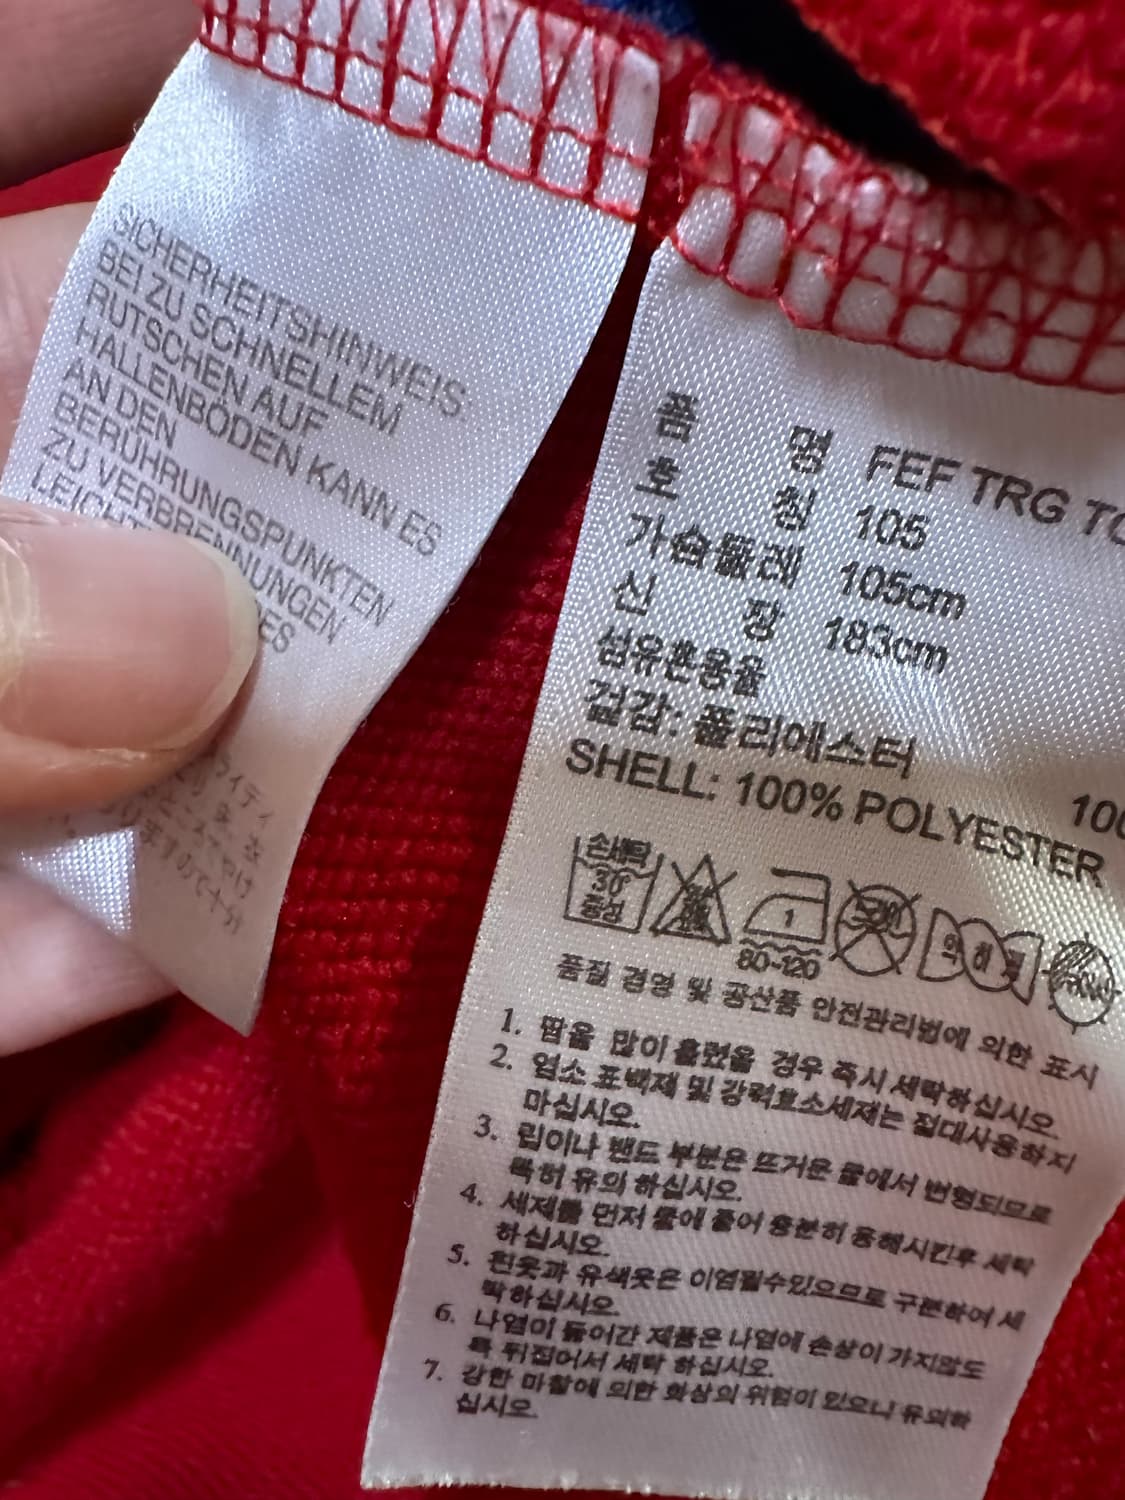 SICHERHEITSHINWEIS
BEI ZU SCHNELLEM
RUTSCHEN AUF
HALLENBÖDEN KANN ES
AN DEN
BERÜHRUNGSPUNKTEN
ZU VERBRENNUNGEN
품 명 FEF TRG
호 칭 105
가슴둘레 105cm
신 장 183cm
섬유혼용율
겉감: 폴리에스터
100
SHELL: 100% POLYESTER
손세탁
30°
중성
1
80~120
약 하 게
품질 경영 및 공산품 안전관리법에 의한 표시
1. 땀을 많이 흘렸을 경우 즉시 세탁하십시오.
2. 염소 표백제 및 강력효소세제는 절대사용하지
마십시오.
3. 립이나 밴드 부분은 뜨거운 물에서 변형되므로
특히 유의 하십시오.
4. 세제를 먼저 물에 풀어 충분히 용해시킨후 세탁
하십시오.
5. 흰옷과 유색옷은 이염될수있으므로 구분하여 세
탁하십시오.
6. 나염이 들어간 제품은 나염에 손상이 가지않도
록 뒤집어서 세탁 하십시오.
7. 강한 마찰에 의한 화상의 위험이 있으니 유의하
십시오.